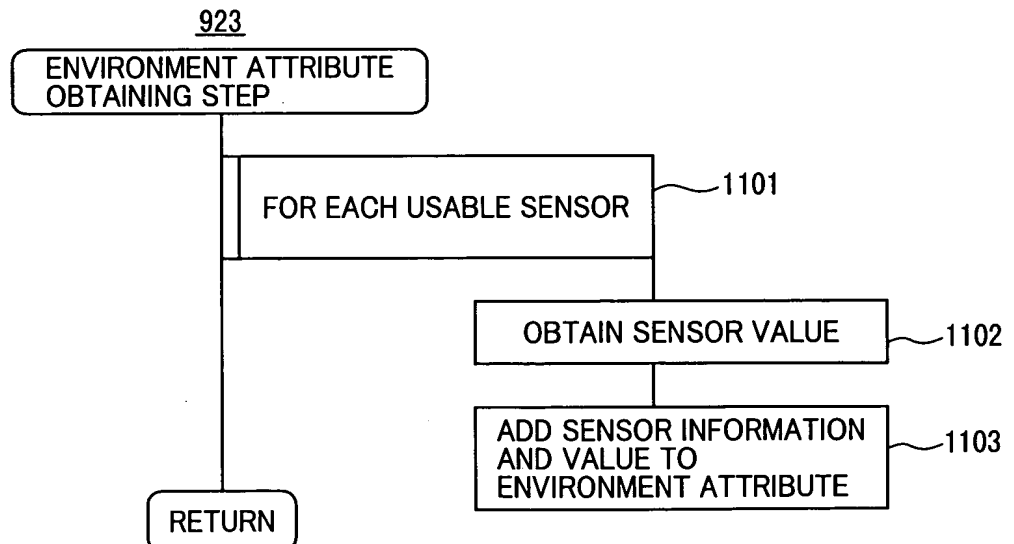 923
ENVIRONMENT ATTRIBUTE
OBTAINING STEP
FOR EACH USABLE SENSOR
1101
OBTAIN SENSOR VALUE
1102
ADD SENSOR INFORMATION
AND VALUE TO
ENVIRONMENT ATTRIBUTE
1103
RETURN